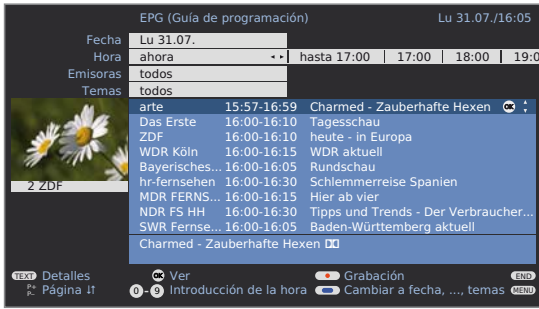 EPG (Guía de programación) Lu 31.07./16:05
Fecha Lu 31.07.
Hora ahora hasta 17:00 17:00 18:00 19:0
Emisoras todos
Temas todos
arte 15:57-16:59 Charmed - Zauberhafte Hexen OK
Das Erste 16:00-16:10 Tagesschau
ZDF 16:00-16:10 heute - in Europa
WDR Köln 16:00-16:15 WDR aktuell
Bayerisches... 16:00-16:05 Rundschau
hr-fernsehen 16:00-16:30 Schlemmerreise Spanien
2 ZDF
MDR FERNS... 16:00-16:15 Hier ab vier
NDR FS HH 16:00-16:30 Tipps und Trends - Der Verbraucher...
SWR Fernse... 16:00-16:05 Baden-Württemberg aktuell
Charmed - Zauberhafte Hexen
TEXT Detalles OK Ver Grabación END
P+ P- Página 0-9 Introducción de la hora Cambiar a fecha, ..., temas MENU